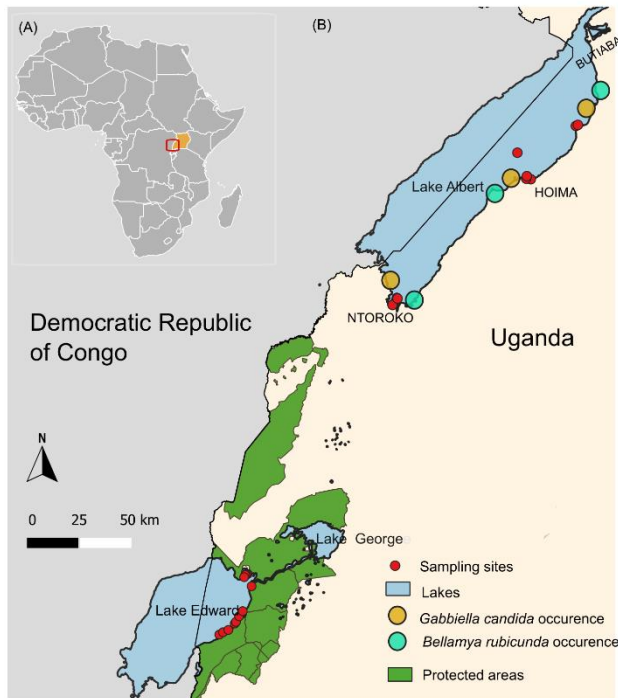 (A)
(B)
BUTIABA
Lake Albert
HOIMA
NTOROKO
Democratic Republic
of Congo
Uganda
N
0 25 50 km
Lake George
Lake Edward
Sampling sites
Lakes
Gabbiella candida occurence
Bellamya rubicunda occurence
Protected areas